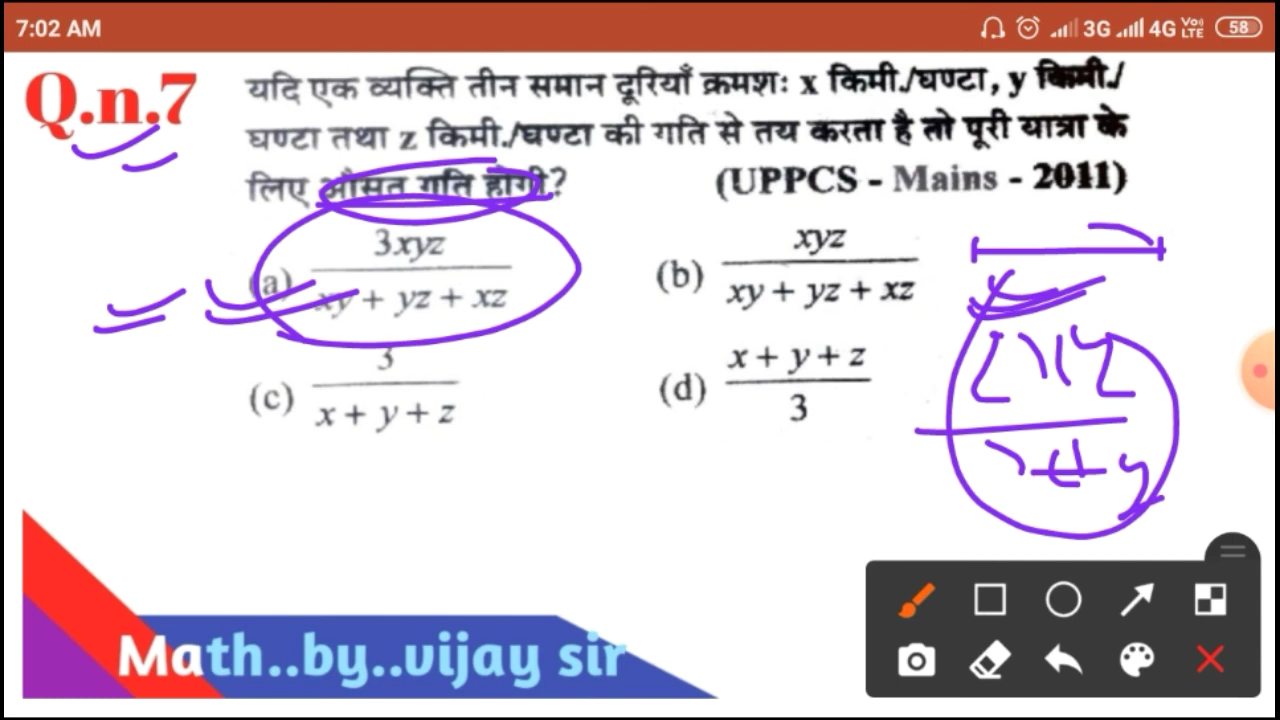 7:02 AM 3G 4G VoLTE 58
Q.n.7
यदि एक व्यक्ति तीन समान दूरियाँ क्रमशः x किमी./घण्टा, y किमी./
घण्टा तथा z किमी./घण्टा की गति से तय करता है तो पूरी यात्रा के
लिए औसत गति होगी? (UPPCS - Mains - 2011)
(a) 3xyz / xy + yz + xz (b) xyz / xy + yz + xz
(c) 3 / x + y + z (d) x + y + z / 3
Math..by..vijay sir